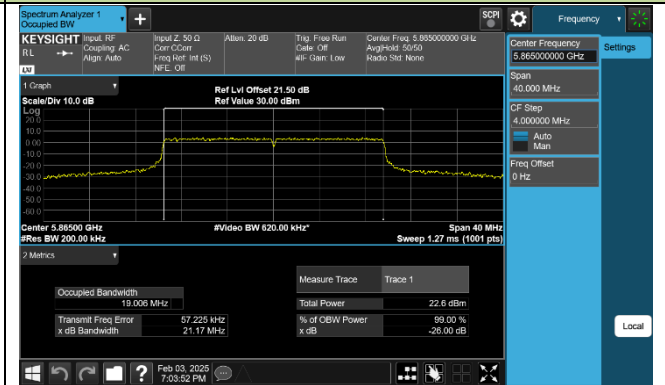 Spectrum Analyzer 1
Occupied BW
+
SCPI
Frequency
KEYSIGHT
RL
LXI
Input: RF
Coupling: AC
Align: Auto
Input Z: 50 Ω
Corr CCorr
Freq Ref: Int (S)
NFE: Off
Atten: 20 dB
Trig: Free Run
Gate: Off
#IF Gain: Low
Center Freq: 5.865000000 GHz
Avg|Hold: 50/50
Radio Std: None
Center Frequency
5.865000000 GHz
Settings
Span
40.000 MHz
CF Step
4.000000 MHz
Auto
Man
Freq Offset
0 Hz
Local
1 Graph
Scale/Div 10.0 dB
Ref Lvl Offset 21.50 dB
Ref Value 30.00 dBm
Log
20.0
10.0
0.00
-10.0
-20.0
-30.0
-40.0
-50.0
-60.0
Center 5.86500 GHz
#Res BW 200.00 kHz
#Video BW 620.00 kHz*
Span 40 MHz
Sweep 1.27 ms (1001 pts)
2 Metrics
Measure Trace Trace 1
Occupied Bandwidth
19.006 MHz
Total Power 22.6 dBm
Transmit Freq Error 57.225 kHz
% of OBW Power 99.00 %
x dB Bandwidth 21.17 MHz
x dB -26.00 dB
?
Feb 03, 2025
7:03:52 PM